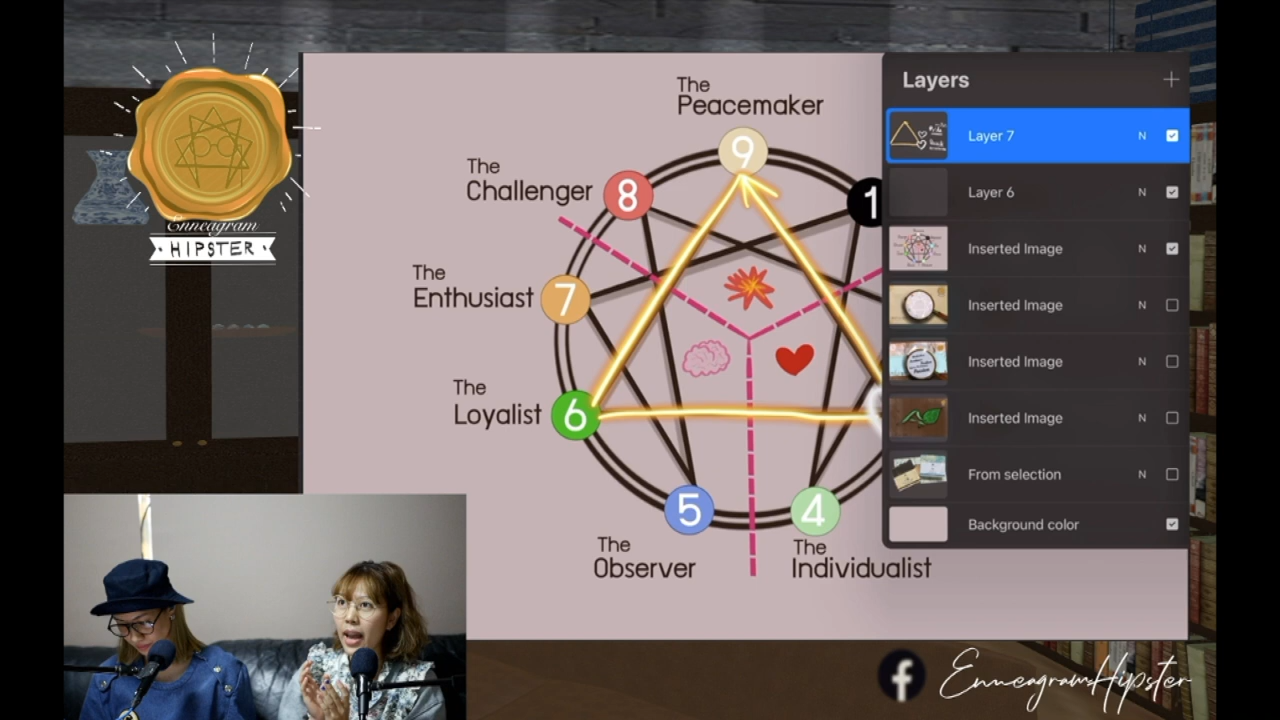 Enneagram
HIPSTER
The
Peacemaker
9
The
Challenger
8
1
The
Enthusiast
7
The
Loyalist
6
5
The
Observer
4
The
Individualist
Layers
Layer 7 N
Layer 6 N
Inserted Image N
Inserted Image N
Inserted Image N
Inserted Image N
From selection N
Background color
f EnneagramHipster